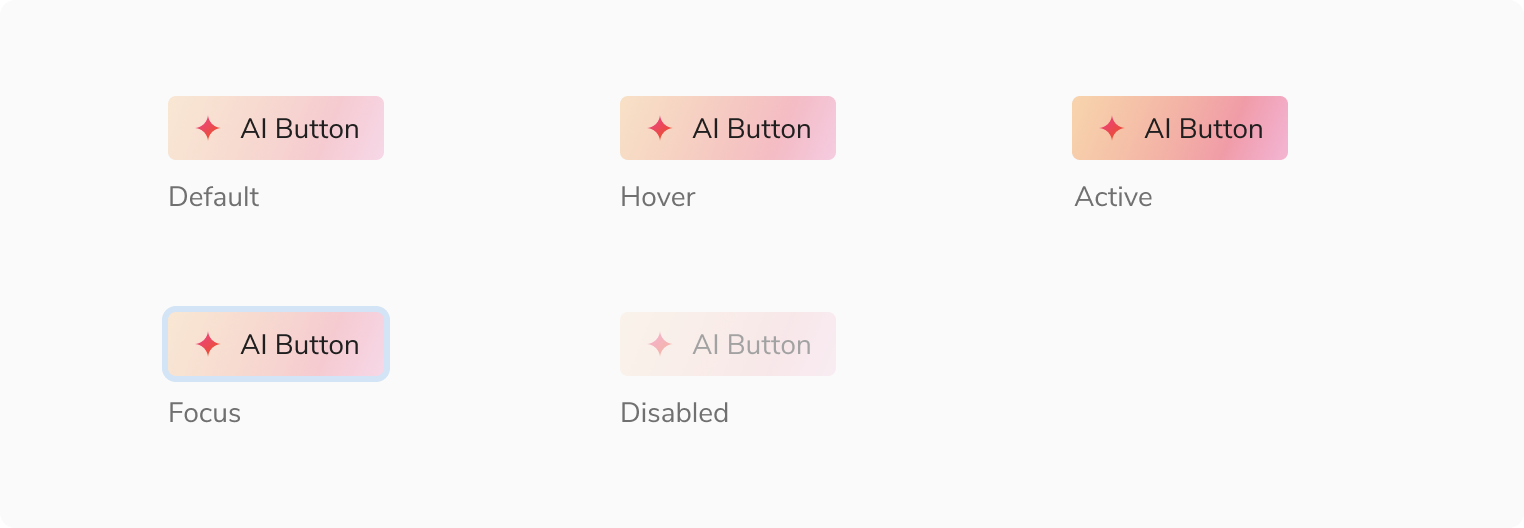 AI Button
AI Button
AI Button
Default
Hover
Active
AI Button
AI Button
Focus
Disabled